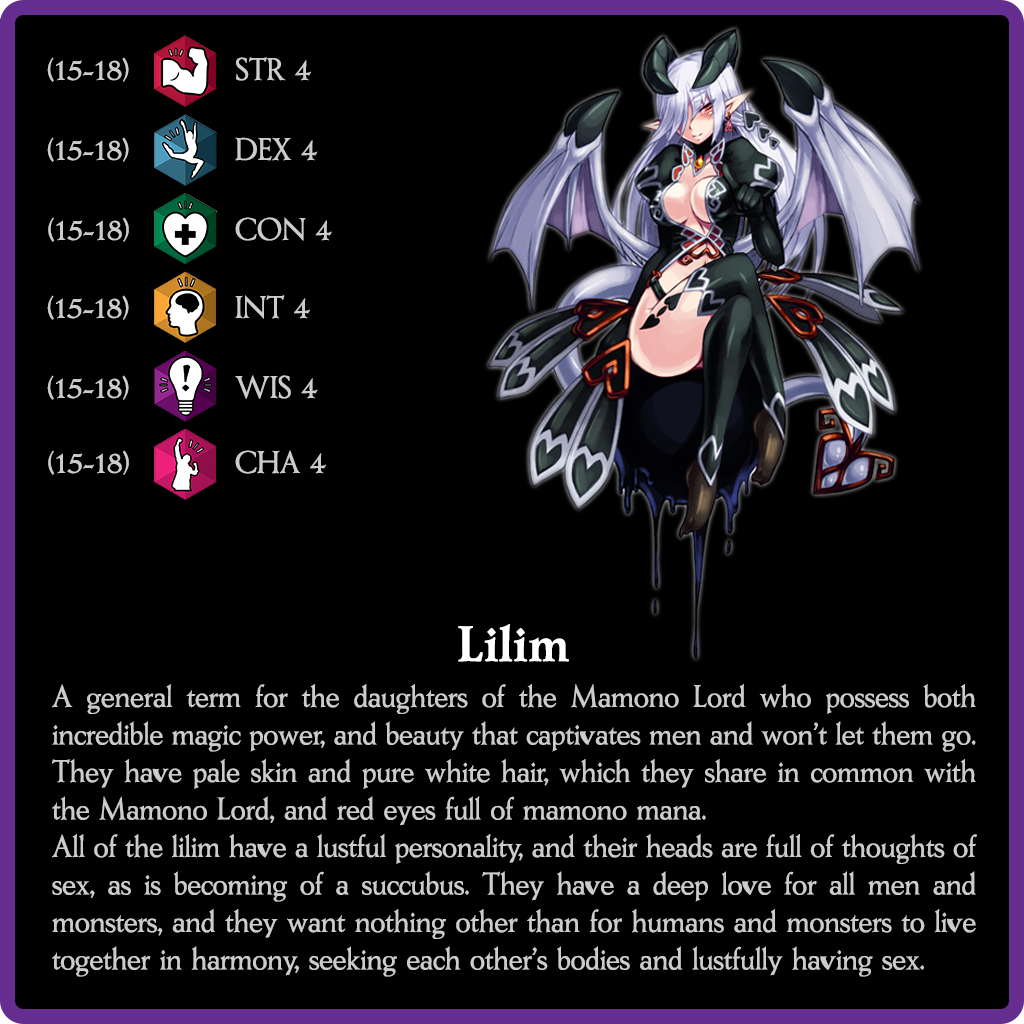 (15-18) STR 4
(15-18) DEX 4
(15-18) CON 4
(15-18) INT 4
(15-18) WIS 4
(15-18) CHA 4
Lilim
A general term for the daughters of the Mamono Lord who possess both
incredible magic power, and beauty that captivates men and won't let them go.
They have pale skin and pure white hair, which they share in common with
the Mamono Lord, and red eyes full of mamono mana.
All of the lilim have a lustful personality, and their heads are full of thoughts of
sex, as is becoming of a succubus. They have a deep love for all men and
monsters, and they want nothing other than for humans and monsters to live
together in harmony, seeking each other's bodies and lustfully having sex.